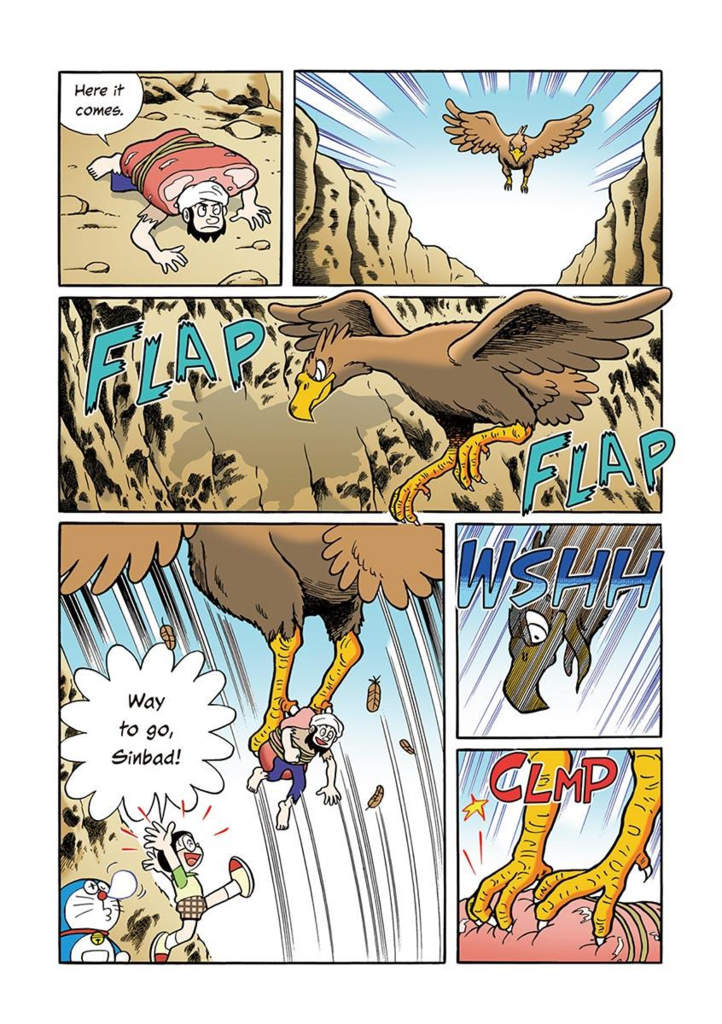 Here it
comes.
FLAP
FLAP
WSHH
CLMP
Way
to go,
Sinbad!